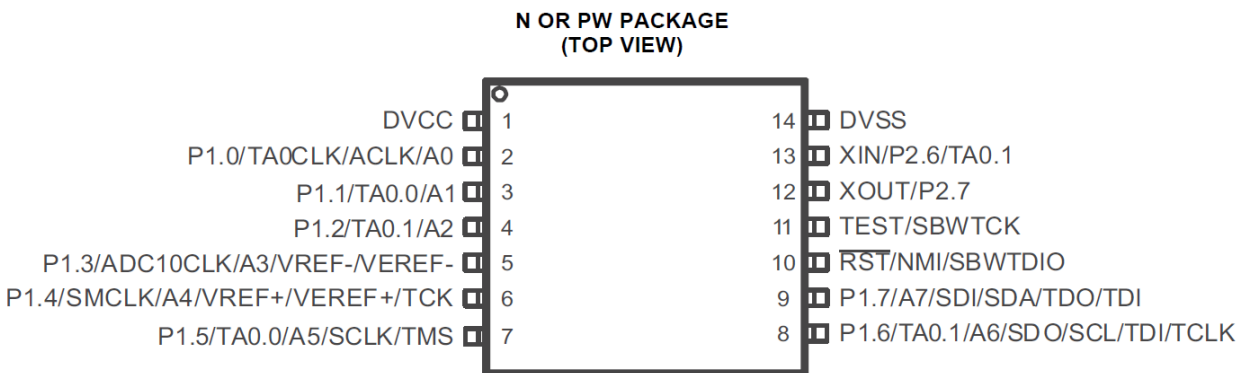 N OR PW PACKAGE
(TOP VIEW)
DVCC 1 14 DVSS
P1.0/TA0CLK/ACLK/A0 2 13 XIN/P2.6/TA0.1
P1.1/TA0.0/A1 3 12 XOUT/P2.7
P1.2/TA0.1/A2 4 11 TEST/SBWTCK
P1.3/ADC10CLK/A3/VREF-/VEREF- 5 10 RST/NMI/SBWTDIO
P1.4/SMCLK/A4/VREF+/VEREF+/TCK 6 9 P1.7/A7/SDI/SDA/TDO/TDI
P1.5/TA0.0/A5/SCLK/TMS 7 8 P1.6/TA0.1/A6/SDO/SCL/TDI/TCLK